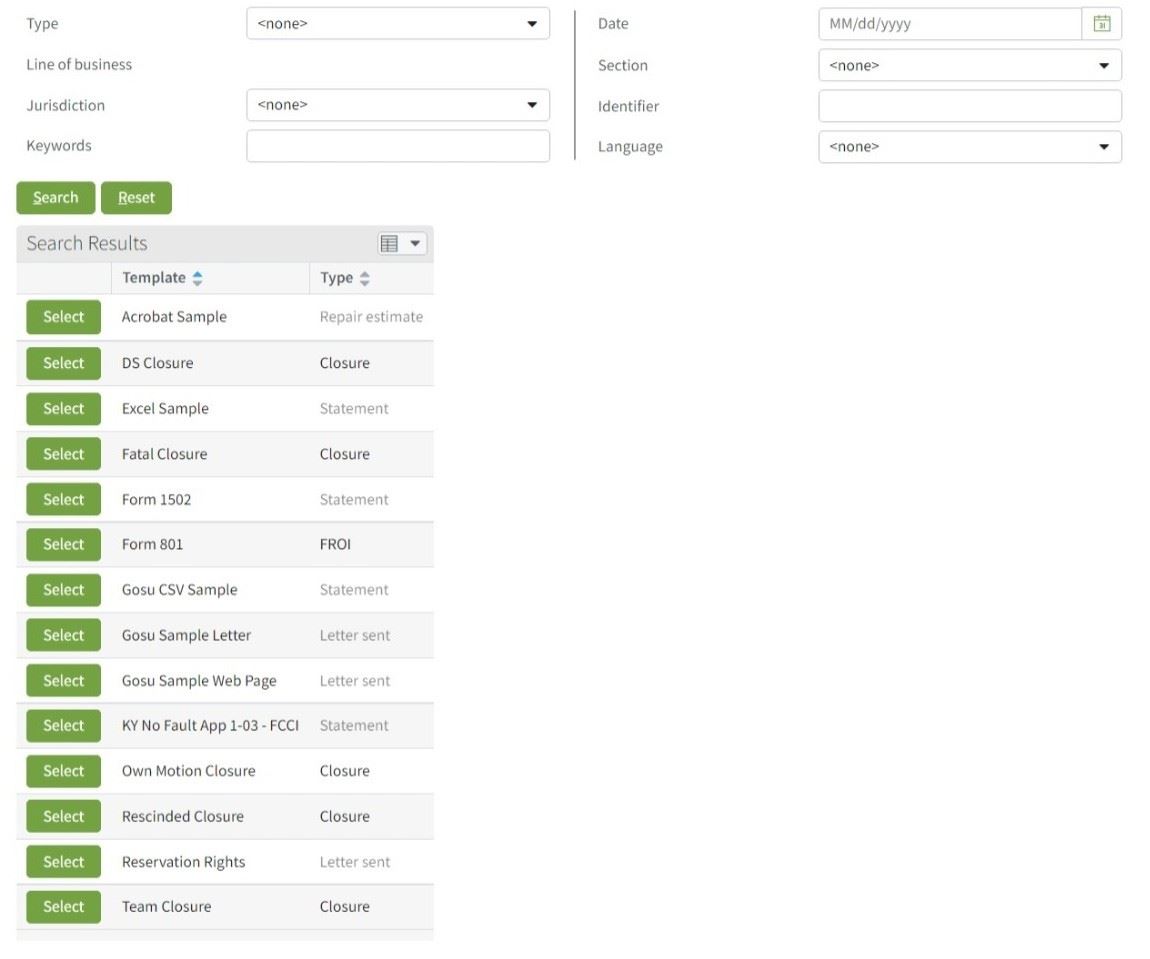 Type <none>
Date MM/dd/yyyy 31
Line of business
Section <none>
Jurisdiction <none>
Identifier
Keywords
Language <none>
Search Reset
Search Results
Template Type
Select Acrobat Sample Repair estimate
Select DS Closure Closure
Select Excel Sample Statement
Select Fatal Closure Closure
Select Form 1502 Statement
Select Form 801 FROI
Select Gosu CSV Sample Statement
Select Gosu Sample Letter Letter sent
Select Gosu Sample Web Page Letter sent
Select KY No Fault App 1-03 - FCCI Statement
Select Own Motion Closure Closure
Select Rescinded Closure Closure
Select Reservation Rights Letter sent
Select Team Closure Closure